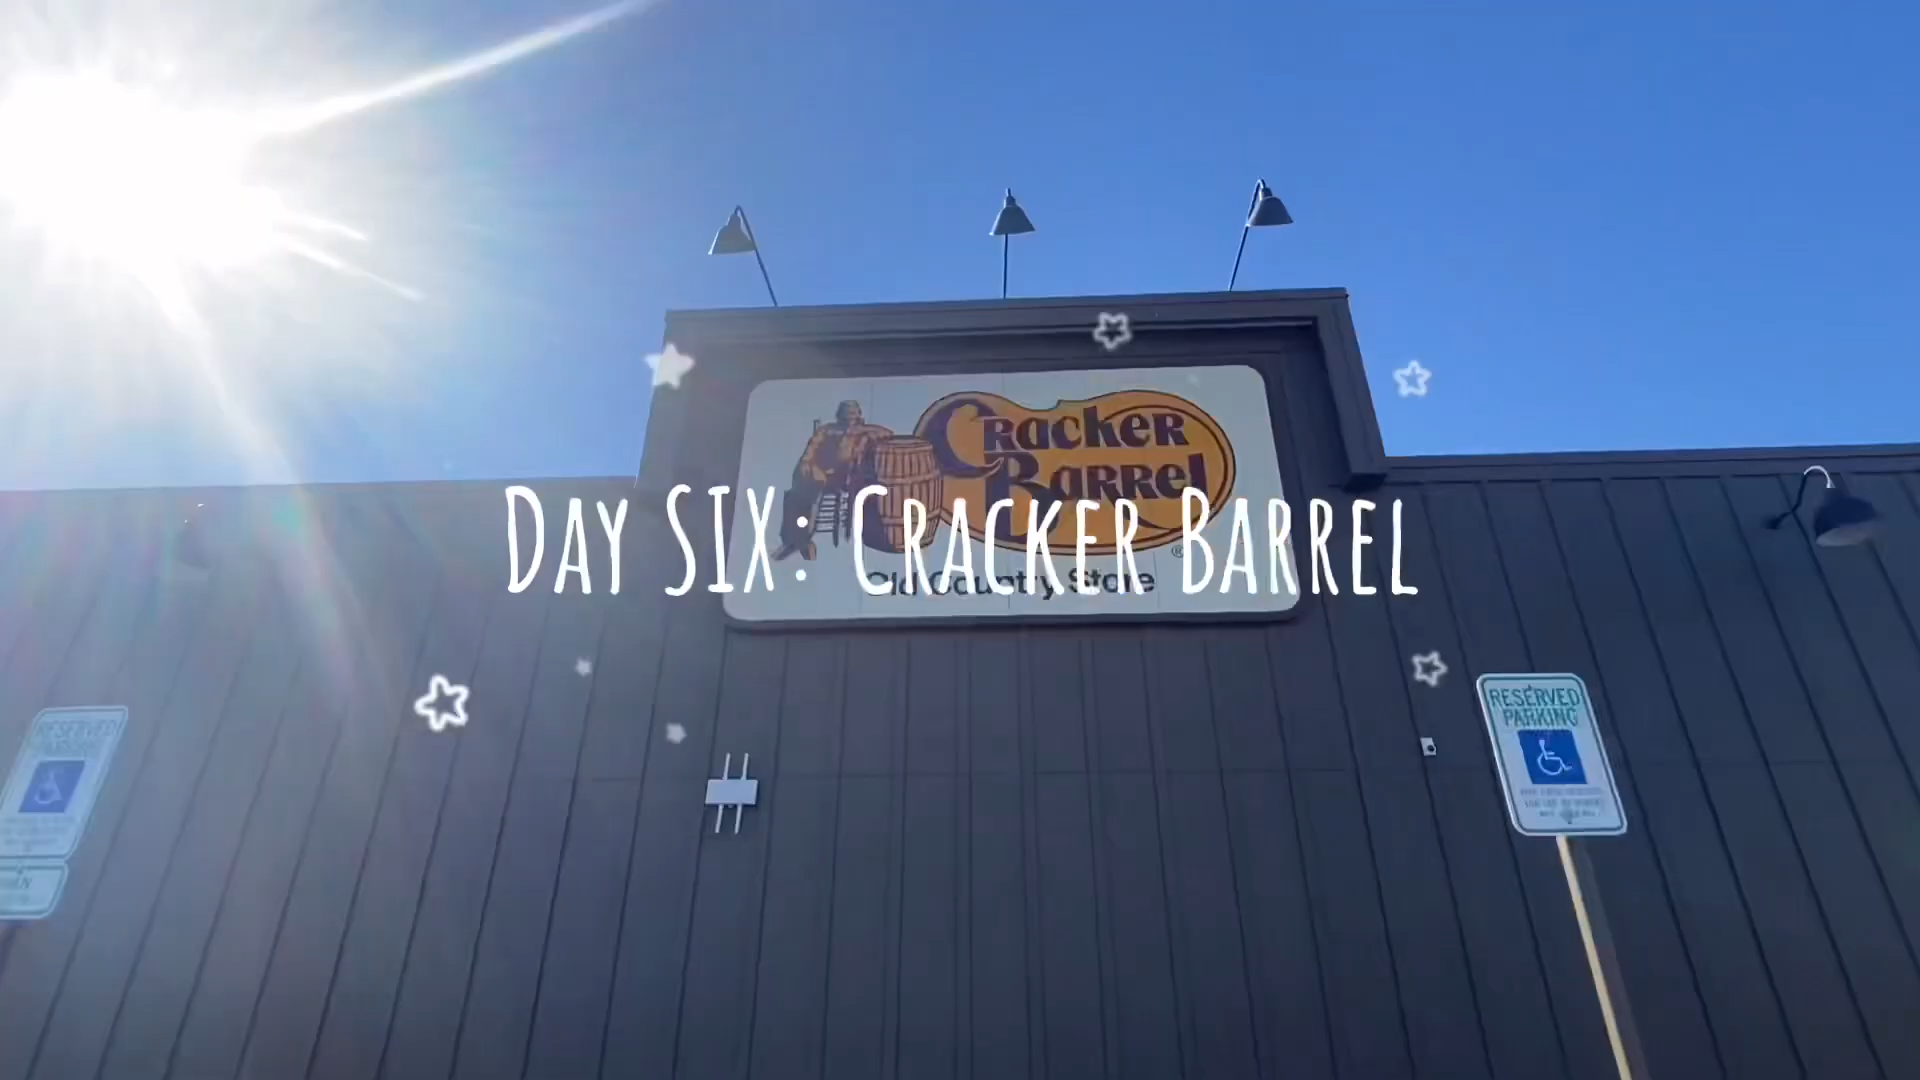 Cracker
Barrel
®
Old Country Store
Day SIX: Cracker Barrel
RESERVED
PARKING
RESERVED
PARKING